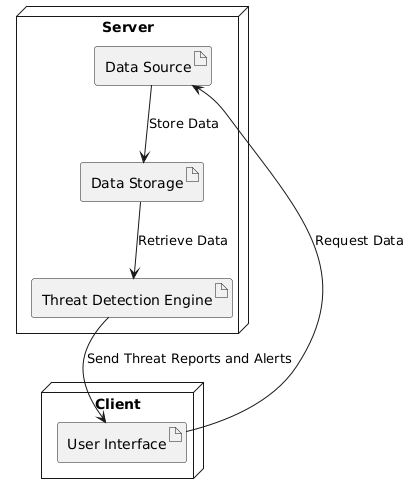 Server
Data Source
Store Data
Data Storage
Retrieve Data
Request Data
Threat Detection Engine
Send Threat Reports and Alerts
Client
User Interface